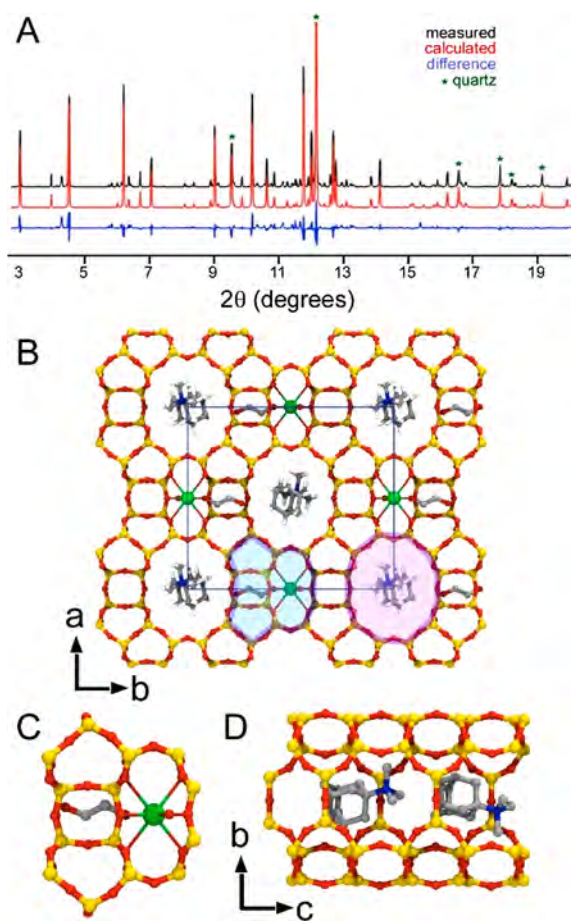 A
measured
calculated
difference
* quartz
3 5 7 9 11 13 15 17 19
2θ (degrees)
B
a
b
C
D
b
c